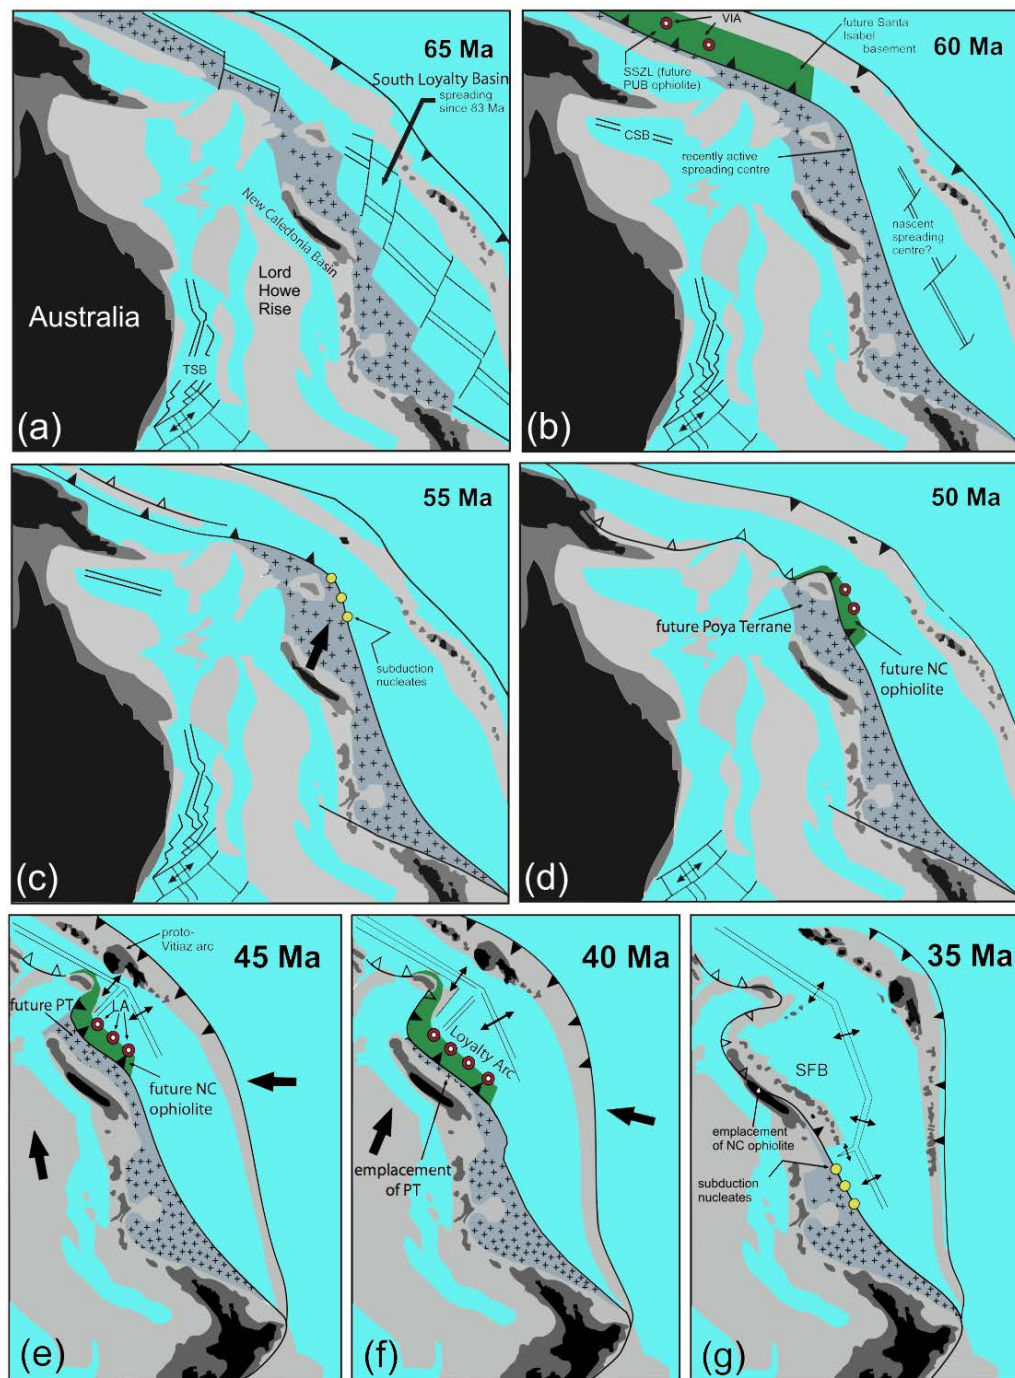 65 Ma
South Loyalty Basin
spreading
since 83 Ma
New Caledonia Basin
Lord
Howe
Rise
Australia
TSB
(a)
VIA
future Santa
Isabel
basement
60 Ma
SSZL (future
PUB ophiolite)
CSB
recently active
spreading centre
nascent
spreading
centre?
(b)
55 Ma
subduction
nucleates
(c)
50 Ma
future Poya Terrane
future NC
ophiolite
(d)
proto-
Vitiaz arc
45 Ma
future PT
LA
future NC
ophiolite
(e)
40 Ma
Loyalty Arc
emplacement
of PT
(f)
35 Ma
SFB
emplacement
of NC ophiolite
subduction
nucleates
(g)